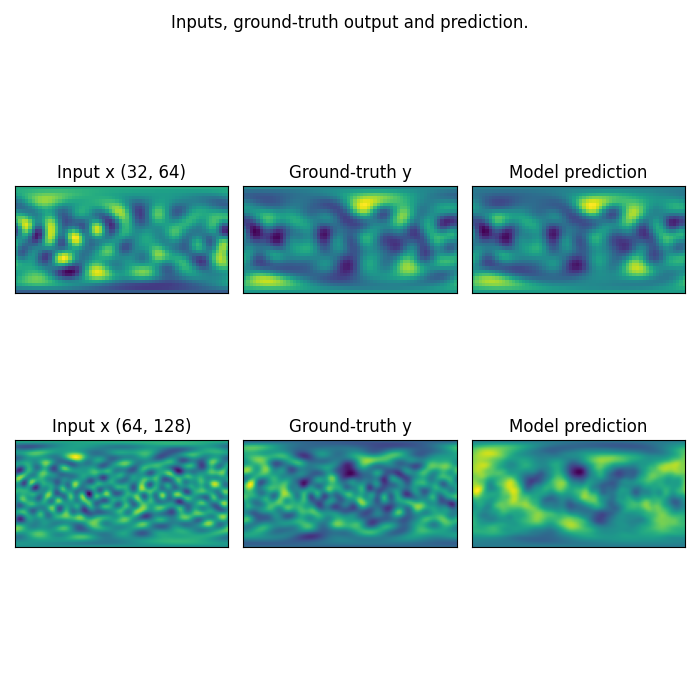 Inputs, ground-truth output and prediction.
Input x (32, 64)
Ground-truth y
Model prediction
Input x (64, 128)
Ground-truth y
Model prediction